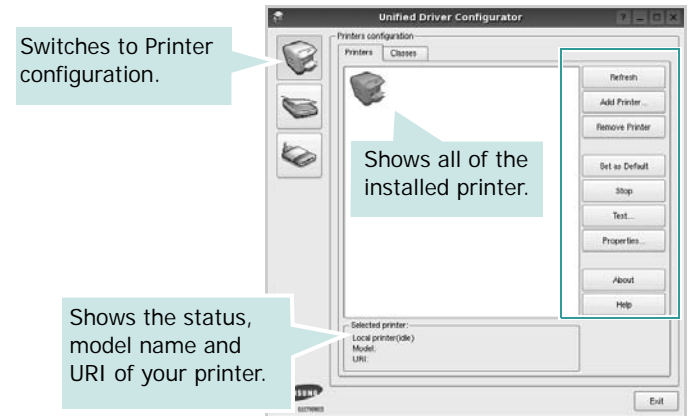 Unified Driver Configurator
Switches to Printer
configuration.
Printers configuration
Printers Classes
Refresh
Add Printer...
Remove Printer
Set as Default
Stop
Test...
Properties...
About
Help
Shows all of the
installed printer.
Shows the status,
model name and
URI of your printer.
Selected printer:
Local printer(idle)
Model:
URI:
ELECTRONICS
Exit